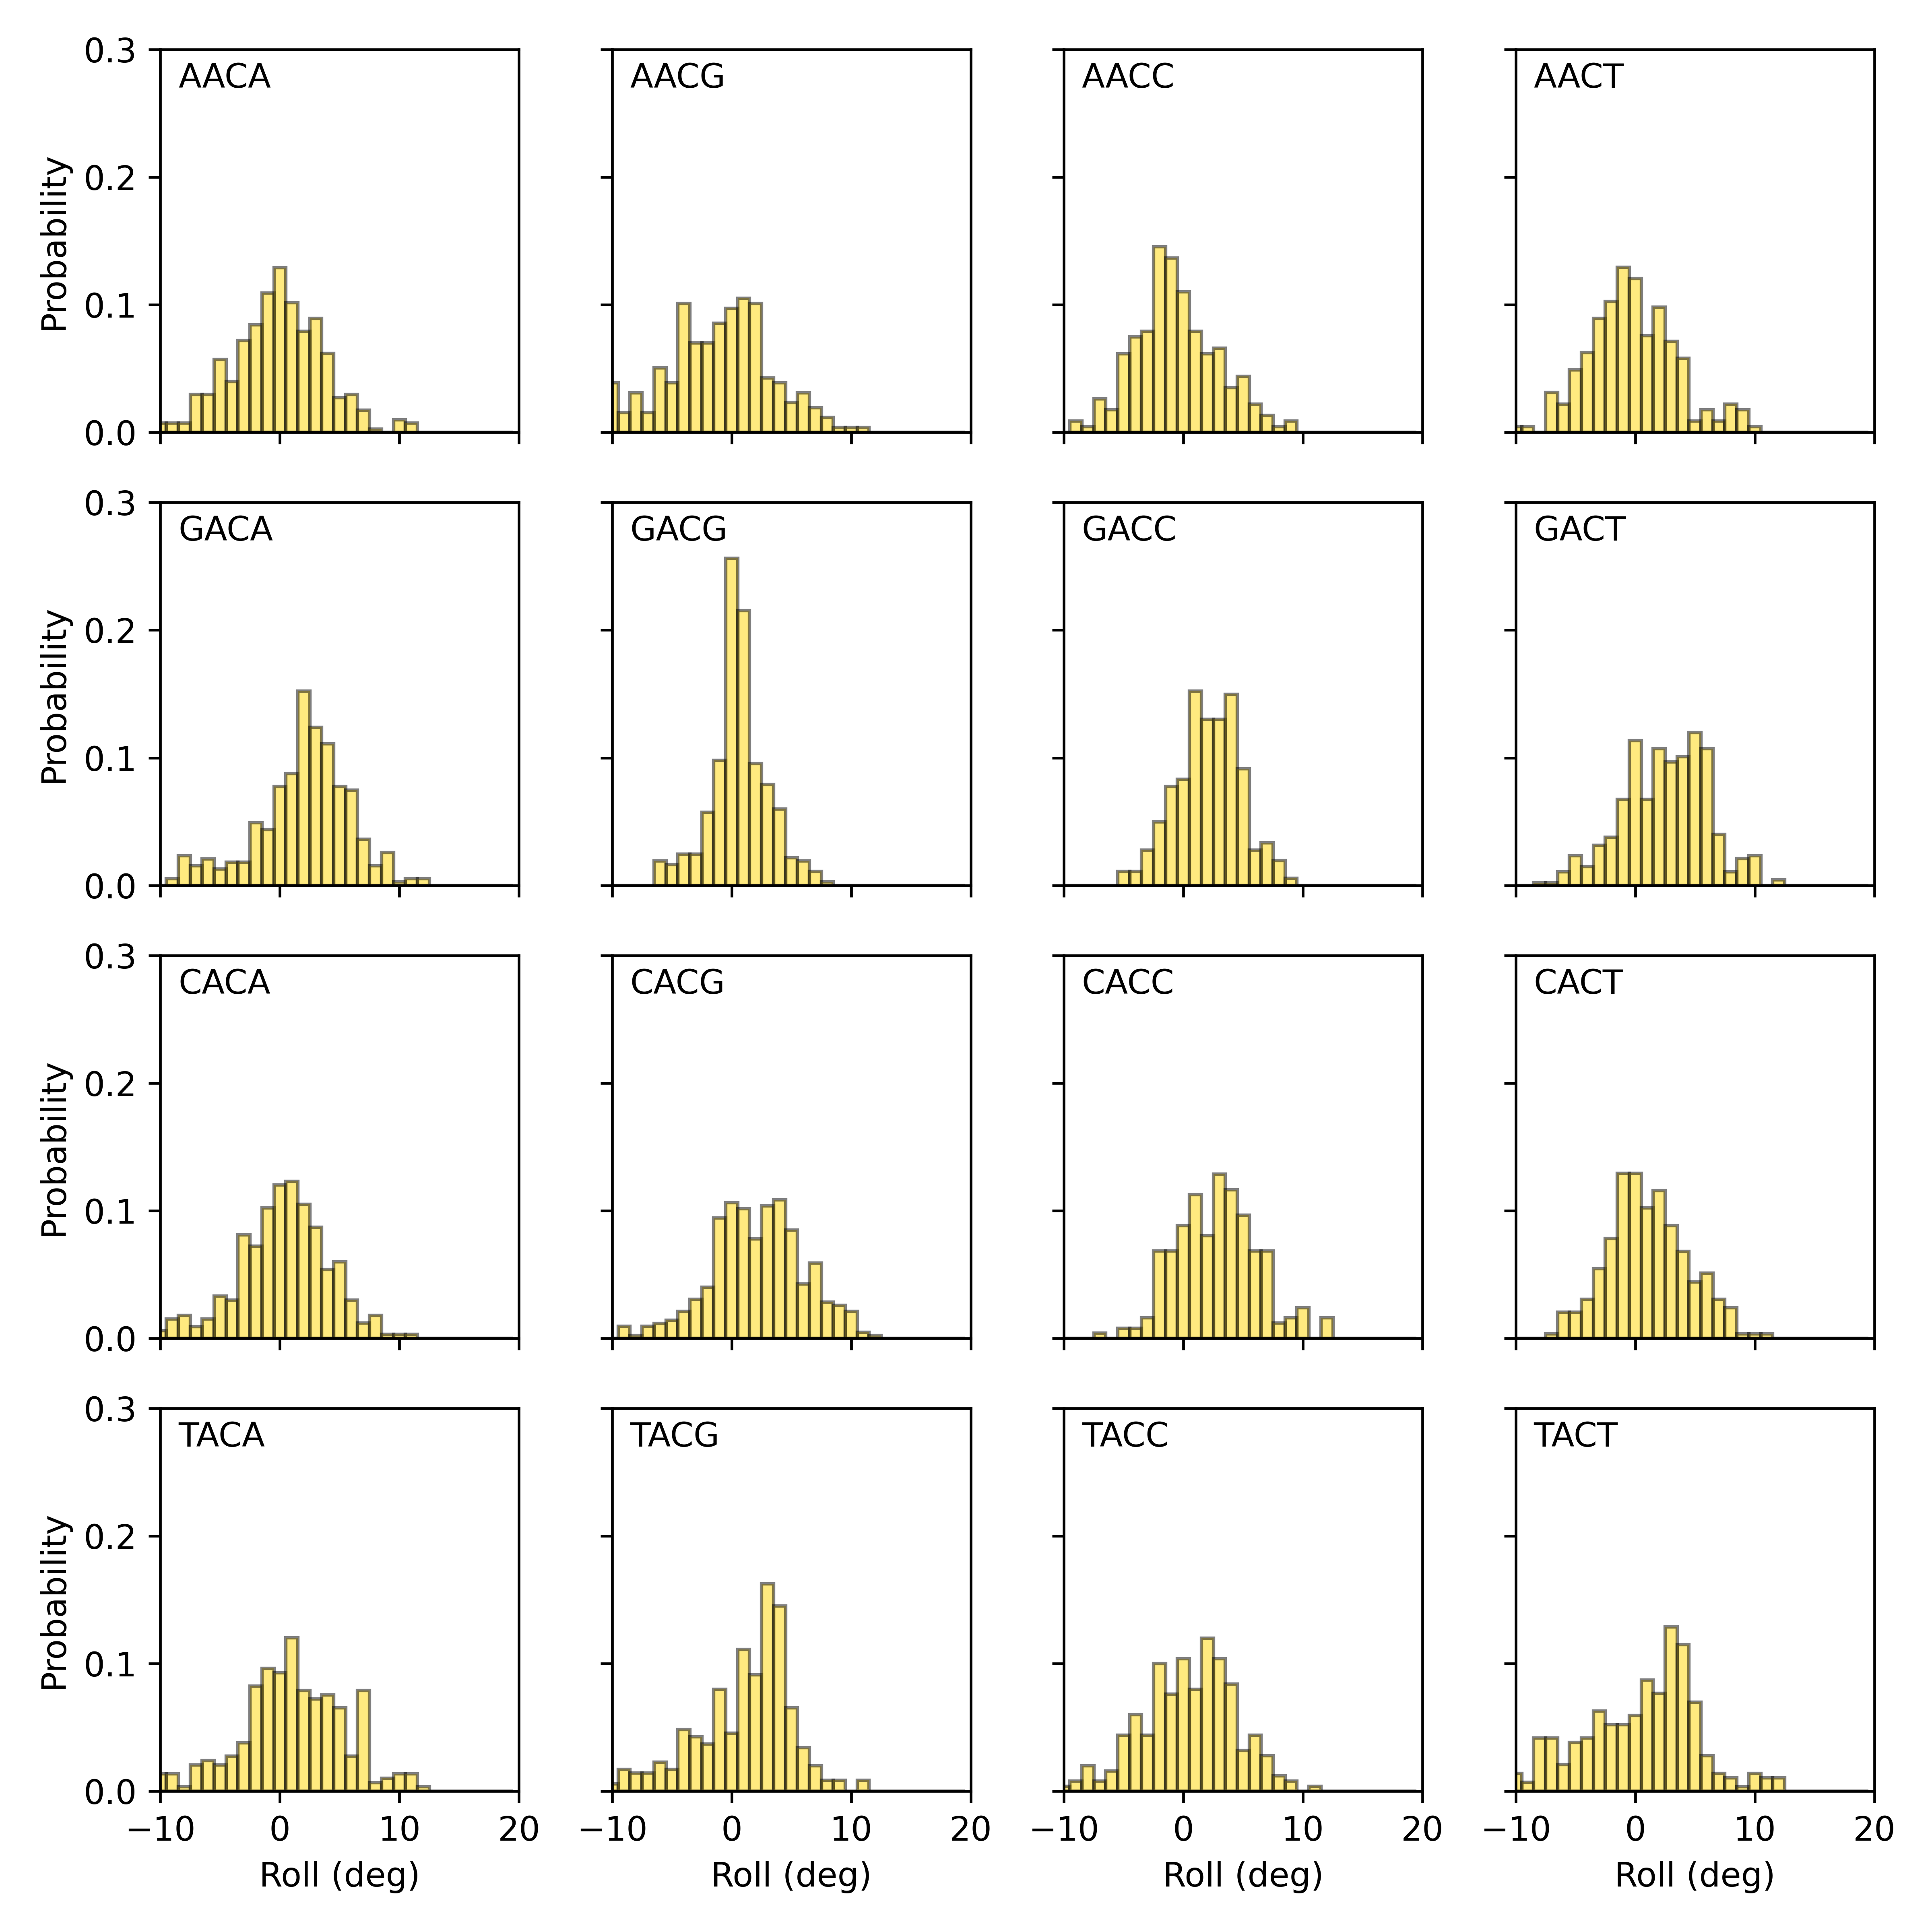 0.3
AACA
AACG
AACC
AACT
0.2
Probability
0.1
0.0
0.3
GACA
GACG
GACC
GACT
0.2
Probability
0.1
0.0
0.3
CACA
CACG
CACC
CACT
0.2
Probability
0.1
0.0
0.3
TACA
TACG
TACC
TACT
0.2
Probability
0.1
0.0
−10 0 10 20
−10 0 10 20
−10 0 10 20
−10 0 10 20
Roll (deg)
Roll (deg)
Roll (deg)
Roll (deg)